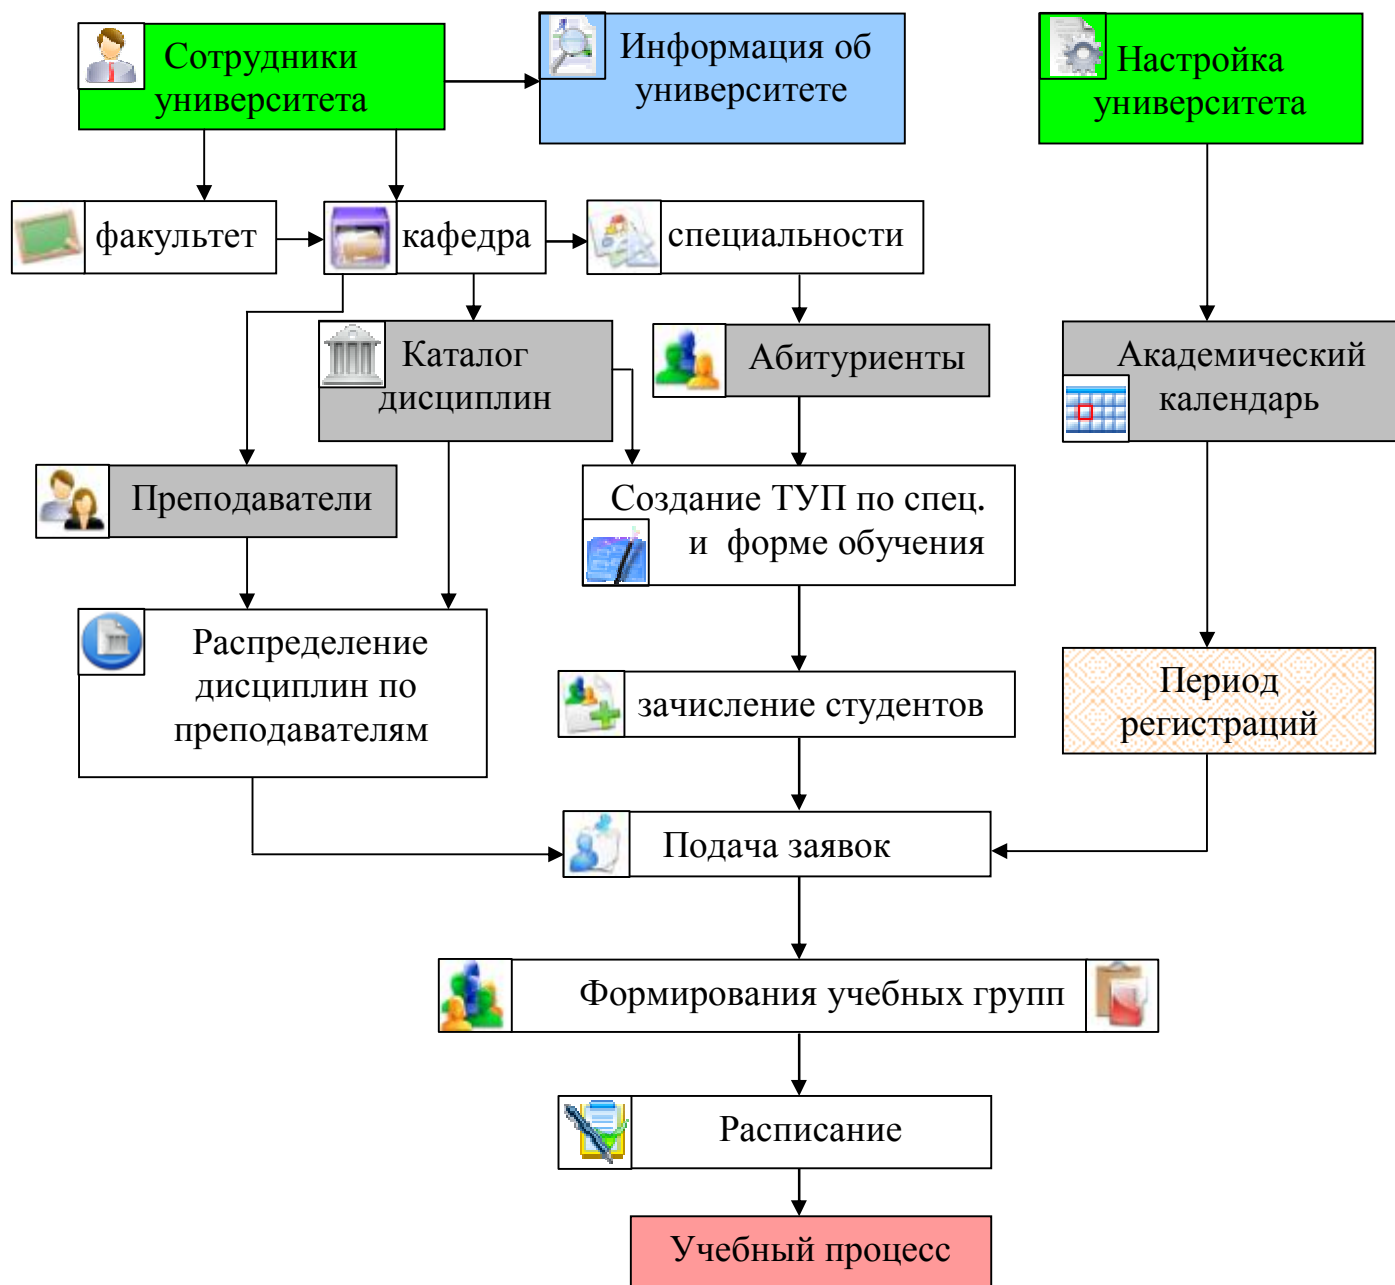 Сотрудники
университета
Информация об
университете
Настройка
университета
факультет
кафедра
специальности
Каталог
дисциплин
Абитуриенты
Академический
календарь
Преподаватели
Создание ТУП по спец.
и форме обучения
Распределение
дисциплин по
преподавателям
зачисление студентов
Период
регистраций
Подача заявок
Формирования учебных групп
Расписание
Учебный процесс